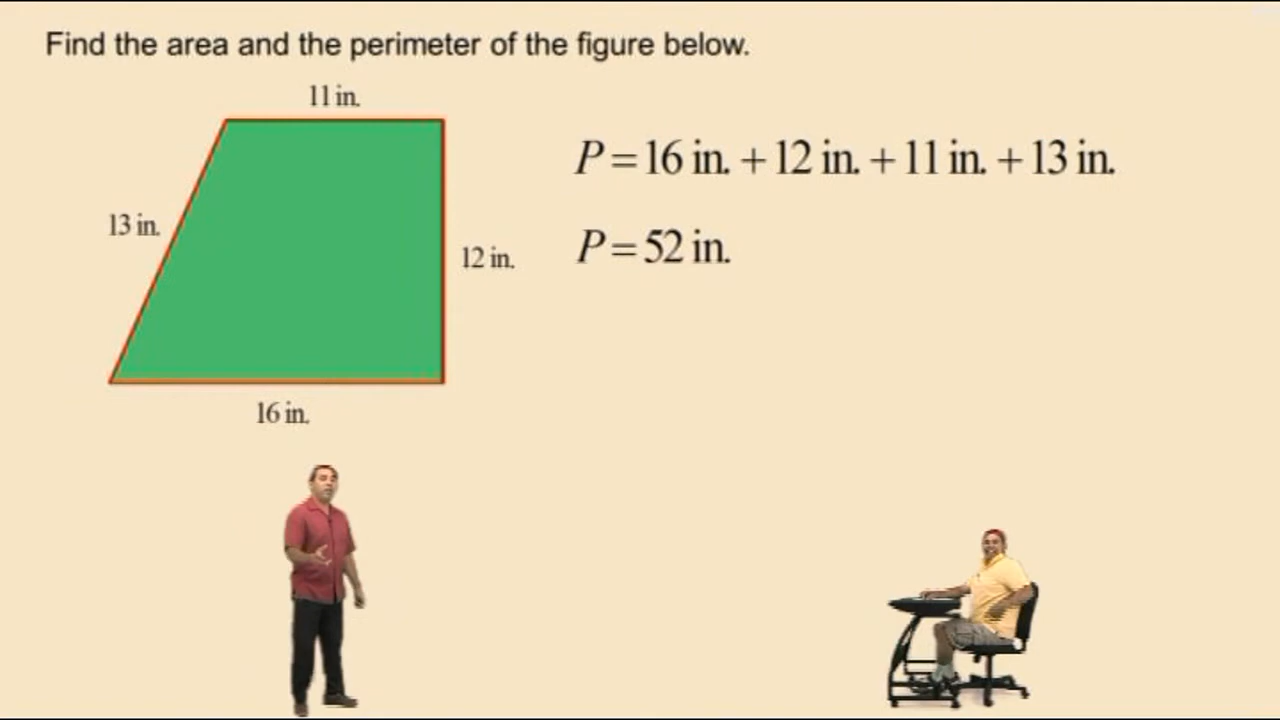 Find the area and the perimeter of the figure below.
11 in.
13 in.
12 in.
16 in.
P = 16 in. + 12 in. + 11 in. + 13 in.
P = 52 in.